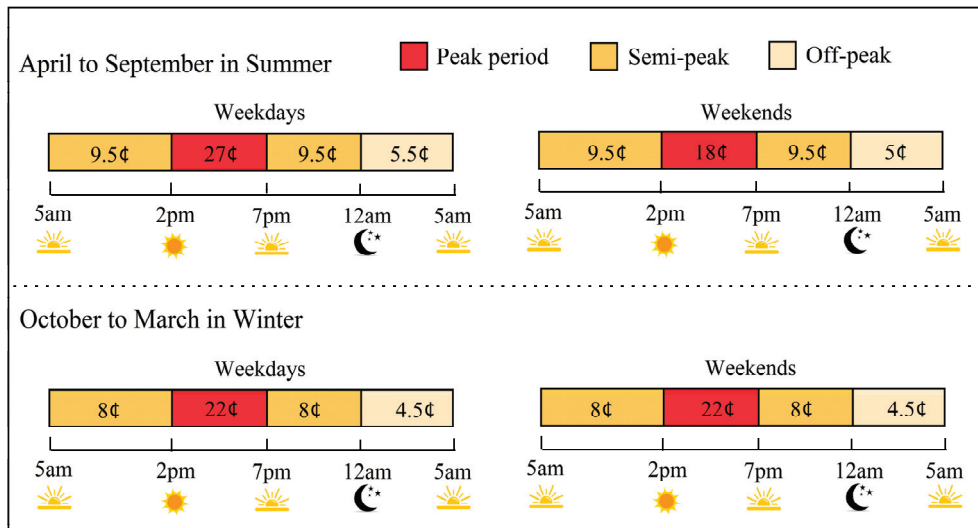 April to September in Summer
Peak period Semi-peak Off-peak
Weekdays
9.5¢ 27¢ 9.5¢ 5.5¢
5am 2pm 7pm 12am 5am
Weekends
9.5¢ 18¢ 9.5¢ 5¢
5am 2pm 7pm 12am 5am
October to March in Winter
Weekdays
8¢ 22¢ 8¢ 4.5¢
5am 2pm 7pm 12am 5am
Weekends
8¢ 22¢ 8¢ 4.5¢
5am 2pm 7pm 12am 5am